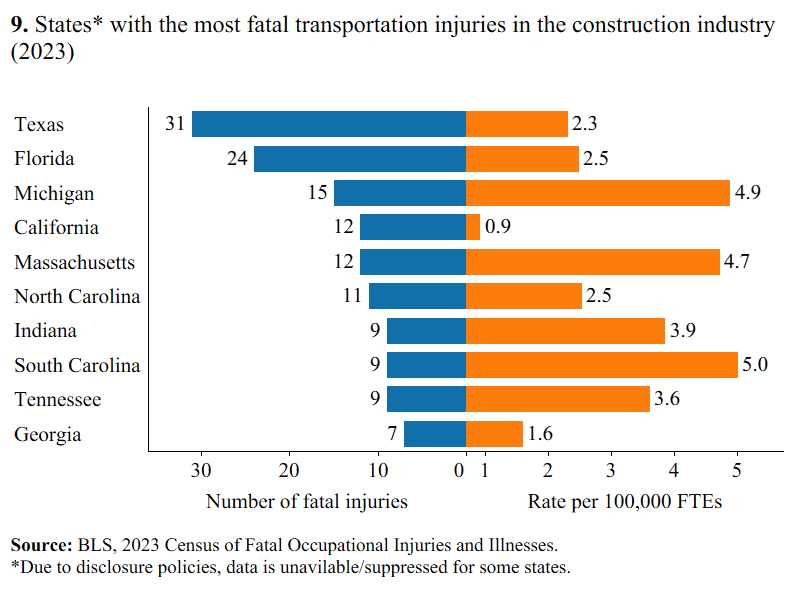 9. States* with the most fatal transportation injuries in the construction industry
(2023)
Texas 31 2.3
Florida 24 2.5
Michigan 15 4.9
California 12 0.9
Massachusetts 12 4.7
North Carolina 11 2.5
Indiana 9 3.9
South Carolina 9 5.0
Tennessee 9 3.6
Georgia 7 1.6
30 20 10 0 1 2 3 4 5
Number of fatal injuries Rate per 100,000 FTEs
Source: BLS, 2023 Census of Fatal Occupational Injuries and Illnesses.
*Due to disclosure policies, data is unavilable/suppressed for some states.